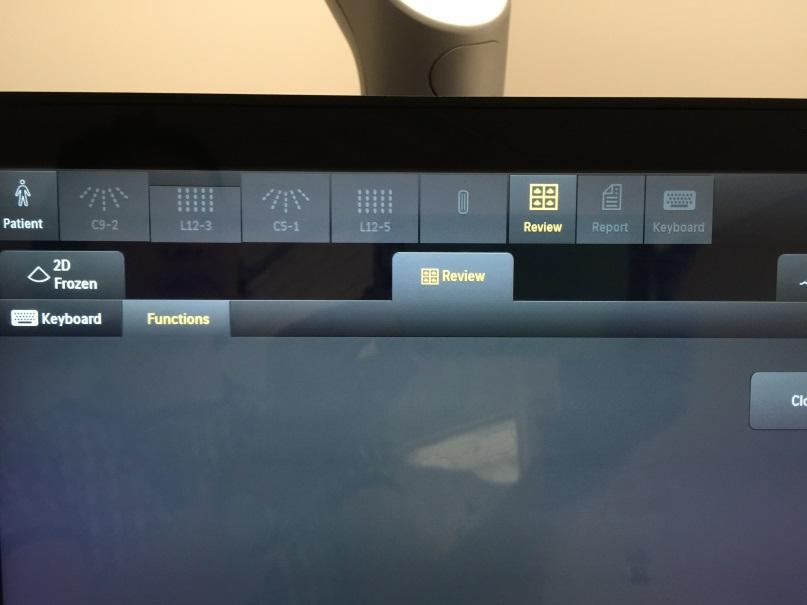 Patient
C9-2
L12-3
C5-1
L12-5
Review
Report
Keyboard
2D
Frozen
Review
Keyboard
Functions